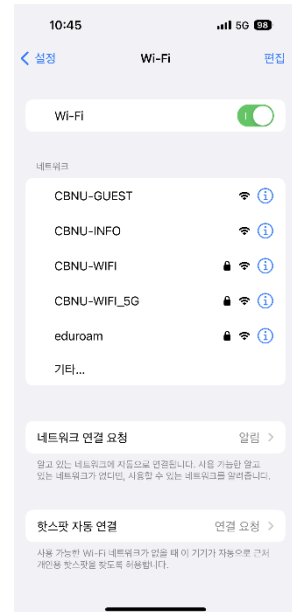 10:45 5G 98
설정 Wi-Fi 편집
Wi-Fi
네트워크
CBNU-GUEST
CBNU-INFO
CBNU-WIFI
CBNU-WIFI_5G
eduroam
기타...
네트워크 연결 요청 알림
알고 있는 네트워크에 자동으로 연결됩니다. 사용 가능한 알고
있는 네트워크가 없다면, 사용할 수 있는 네트워크를 알려줍니다.
핫스팟 자동 연결 연결 요청
사용 가능한 Wi-Fi 네트워크가 없을 때 이 기기가 자동으로 근처
개인용 핫스팟을 찾도록 허용합니다.